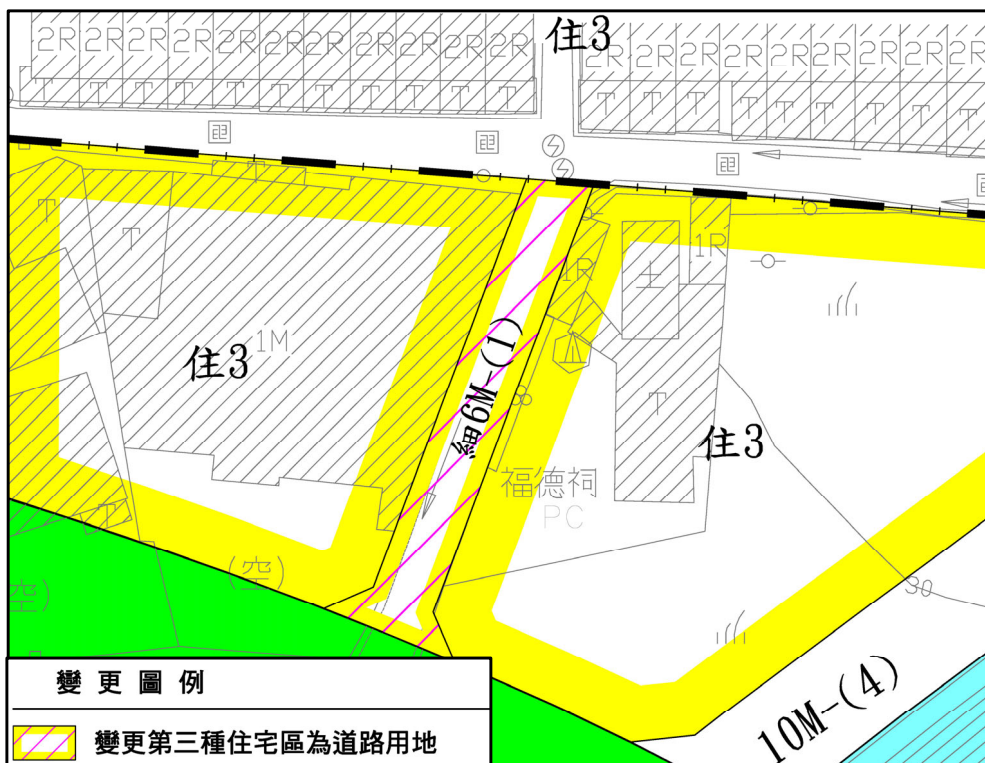 住3
2R 2R 2R 2R 2R 2R 2R 2R 2R 2R 2R
2R 2R 2R 2R 2R 2R 2R 2R 2R
T T T T T T T T T T T
T T T T T T T T
T
T
T
1R
1R
土
1M
住3
細6M-(1)
T
住3
福德祠
PC
T
(空)
空)
30
10M-(4)
變更圖例
變更第三種住宅區為道路用地